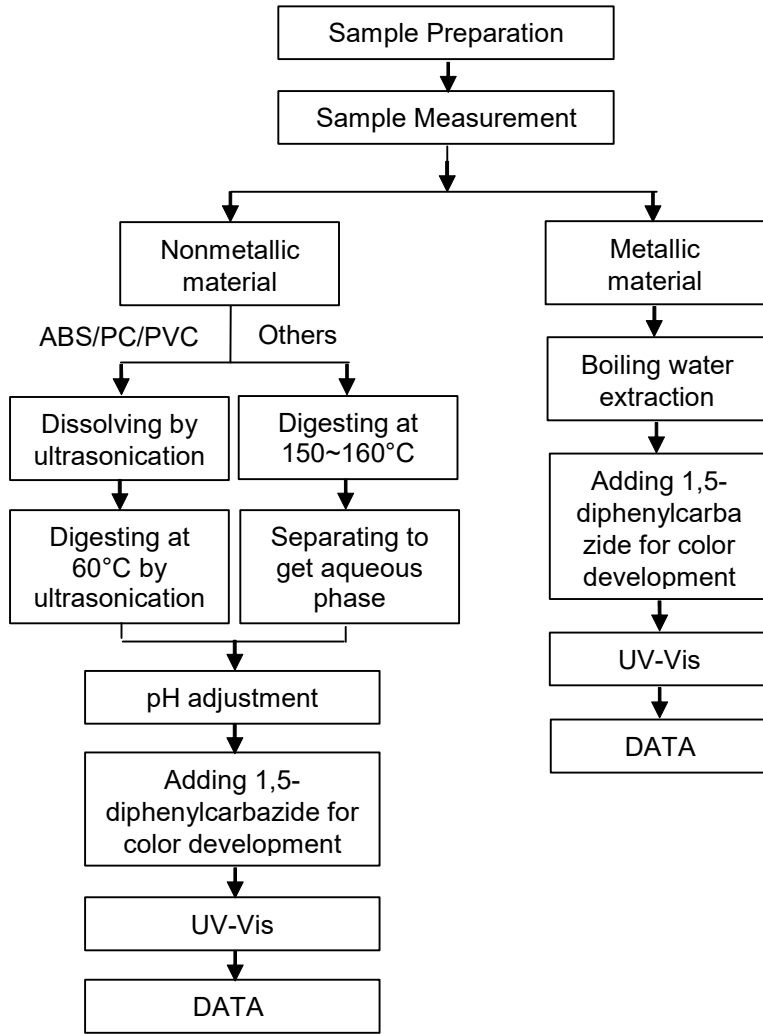 Sample Preparation
Sample Measurement
Nonmetallic
material
Metallic
material
ABS/PC/PVC
Others
Boiling water
extraction
Dissolving by
ultrasonication
Digesting at
150~160°C
Adding 1,5-
diphenylcarba
zide for color
development
Digesting at
60°C by
ultrasonication
Separating to
get aqueous
phase
UV-Vis
pH adjustment
DATA
Adding 1,5-
diphenylcarbazide for
color development
UV-Vis
DATA